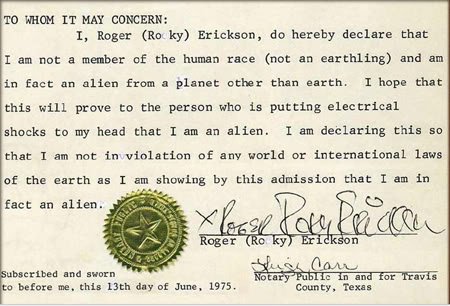 TO WHOM IT MAY CONCERN:
I, Roger (Rocky) Erickson, do hereby declare that
I am not a member of the human race (not an earthling) and am
in fact an alien from a planet other than earth. I hope that
this will prove to the person who is putting electrical
shocks to my head that I am an alien. I am declaring this so
that I am not in violation of any world or international laws
of the earth as I am showing by this admission that I am in
fact an alien.
X Roger
Roger (Rocky) Erickson
Subscribed and sworn
to before me, this 13th day of June, 1975.
Notary Public in and for Travis
County, Texas